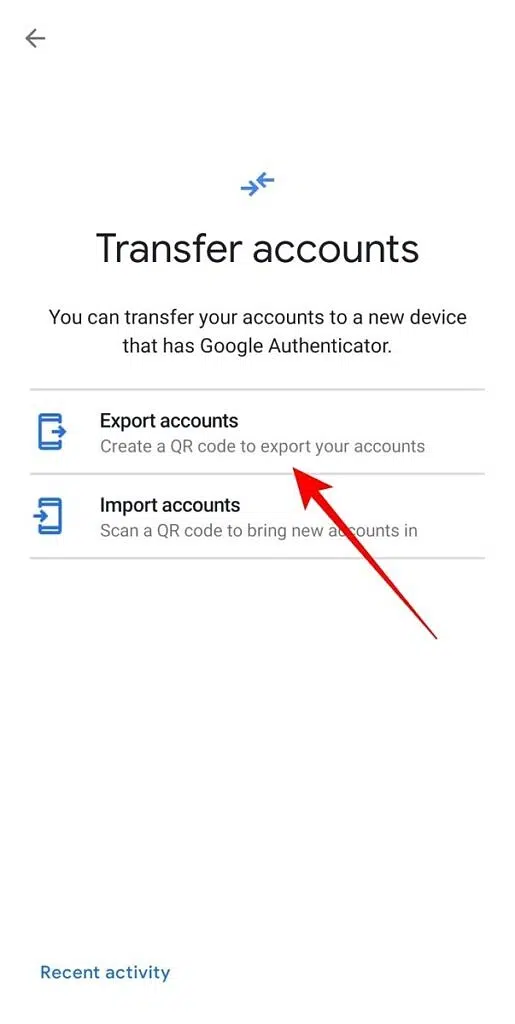 Transfer accounts
You can transfer your accounts to a new device
that has Google Authenticator.
Export accounts
Create a QR code to export your accounts
Import accounts
Scan a QR code to bring new accounts in
Recent activity